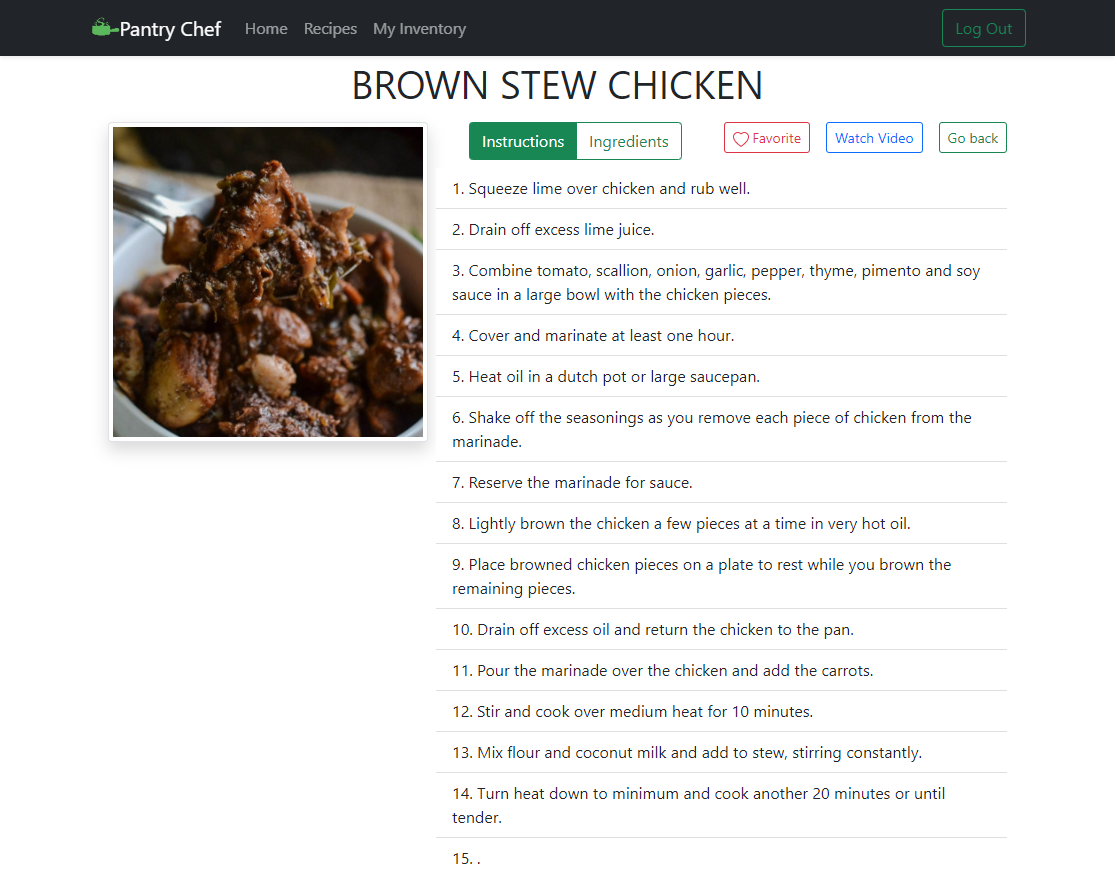 Pantry Chef Home Recipes My Inventory Log Out
BROWN STEW CHICKEN
Instructions Ingredients Favorite Watch Video Go back
1. Squeeze lime over chicken and rub well.
2. Drain off excess lime juice.
3. Combine tomato, scallion, onion, garlic, pepper, thyme, pimento and soy
sauce in a large bowl with the chicken pieces.
4. Cover and marinate at least one hour.
5. Heat oil in a dutch pot or large saucepan.
6. Shake off the seasonings as you remove each piece of chicken from the
marinade.
7. Reserve the marinade for sauce.
8. Lightly brown the chicken a few pieces at a time in very hot oil.
9. Place browned chicken pieces on a plate to rest while you brown the
remaining pieces.
10. Drain off excess oil and return the chicken to the pan.
11. Pour the marinade over the chicken and add the carrots.
12. Stir and cook over medium heat for 10 minutes.
13. Mix flour and coconut milk and add to stew, stirring constantly.
14. Turn heat down to minimum and cook another 20 minutes or until
tender.
15. .